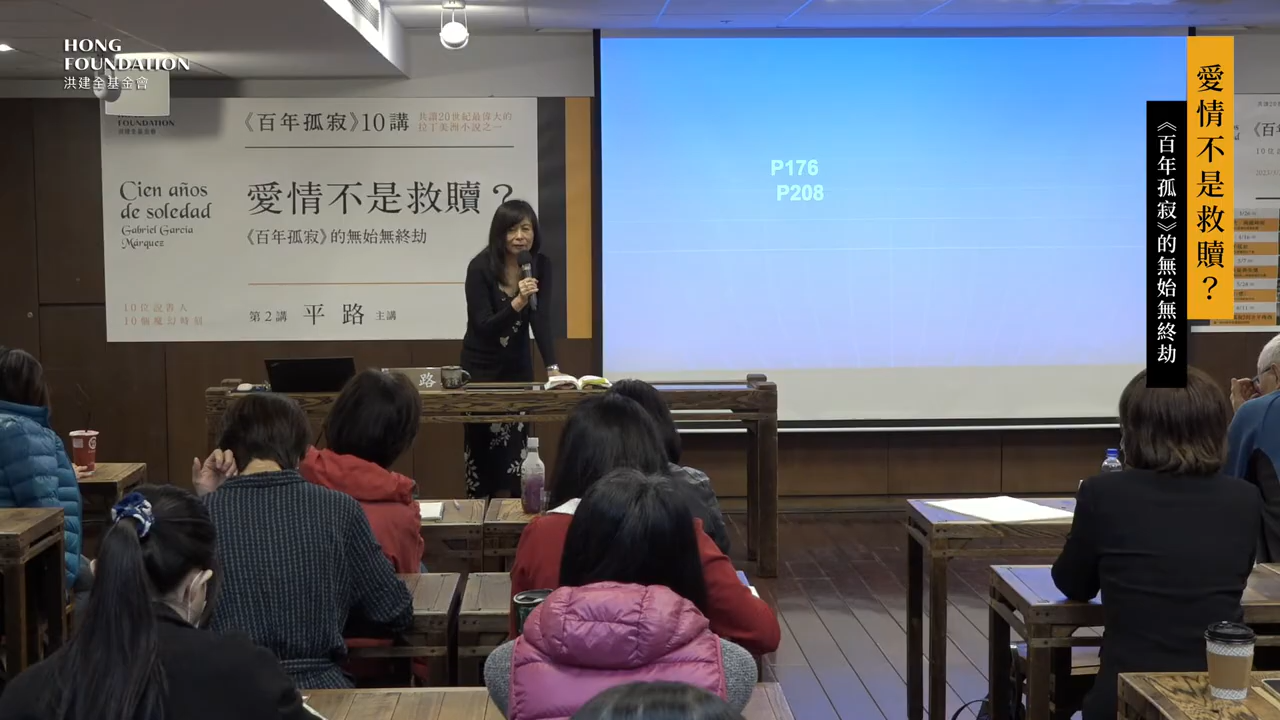 HONG
FOUNDATION
洪建全基金會
FOUNDATION
《百年孤寂》10講
共讀20世紀最偉大的
拉丁美洲小說之一
Cien años
de soledad
Gabriel García
Márquez
愛情不是救贖？
《百年孤寂》的無始無終劫
10位說書人
10個魔幻時刻
第2講 平路 主講
路
P176
P208
愛情不是救贖？
《百年孤寂》的無始無終劫